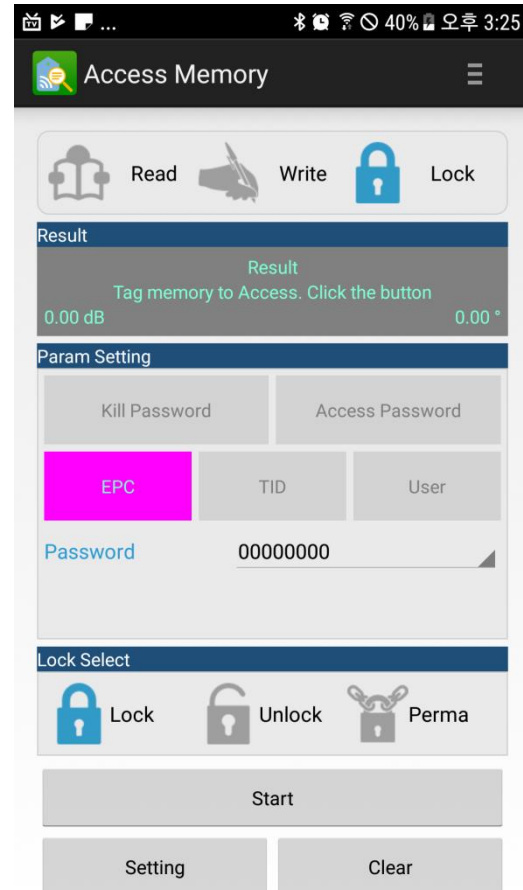 ... 40% 오후 3:25
Access Memory
Read Write Lock
Result
Result
Tag memory to Access. Click the button
0.00 dB 0.00 °
Param Setting
Kill Password Access Password
EPC TID User
Password 00000000
Lock Select
Lock Unlock Perma
Start
Setting Clear